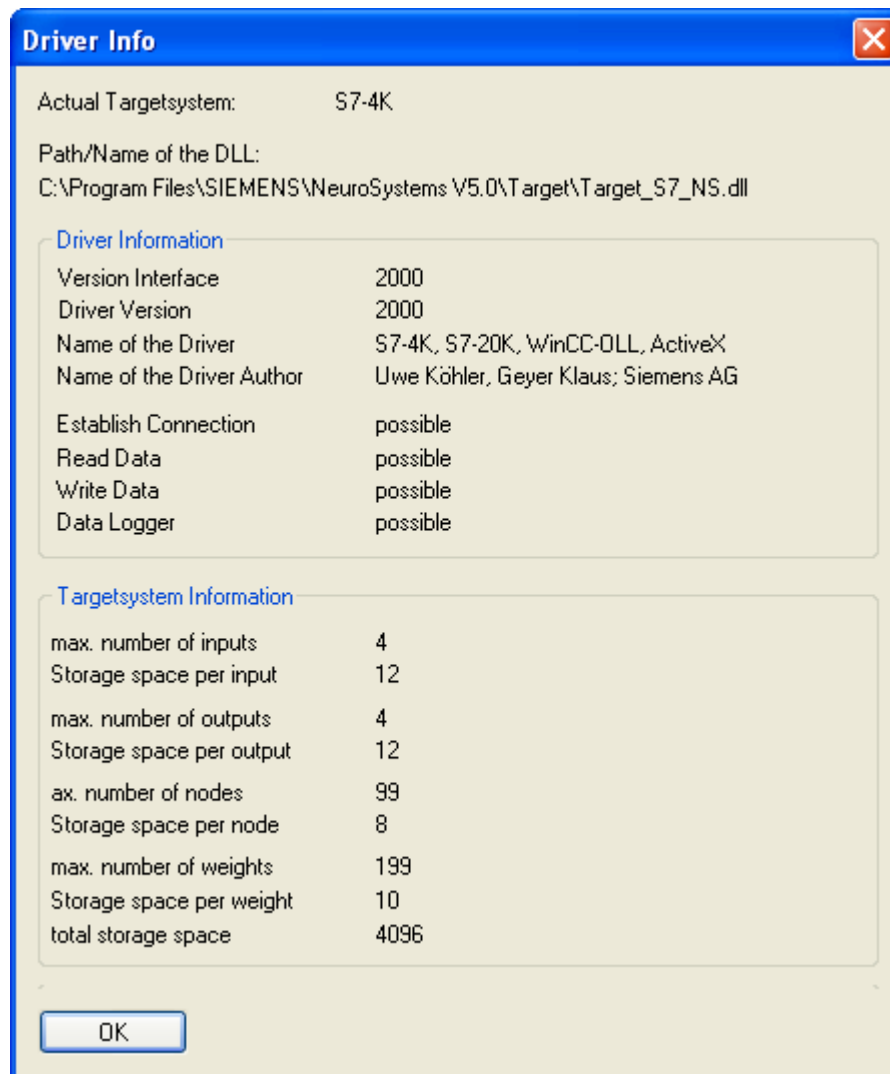 Driver Info
Actual Targetsystem: S7-4K
Path/Name of the DLL:
C:\Program Files\SIEMENS\NeuroSystems V5.0\Target\Target_S7_NS.dll
Driver Information
Version Interface 2000
Driver Version 2000
Name of the Driver S7-4K, S7-20K, WinCC-OLL, ActiveX
Name of the Driver Author Uwe Köhler, Geyer Klaus; Siemens AG
Establish Connection possible
Read Data possible
Write Data possible
Data Logger possible
Targetsystem Information
max. number of inputs 4
Storage space per input 12
max. number of outputs 4
Storage space per output 12
ax. number of nodes 99
Storage space per node 8
max. number of weights 199
Storage space per weight 10
total storage space 4096
OK